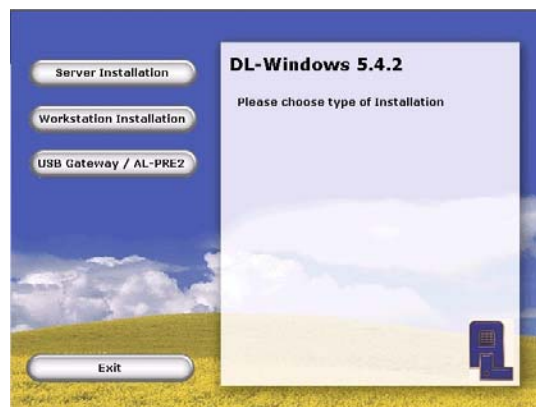 Server Installation
Workstation Installation
USB Gateway / AL-PRE2
Exit
DL-Windows 5.4.2
Please choose type of Installation
AL